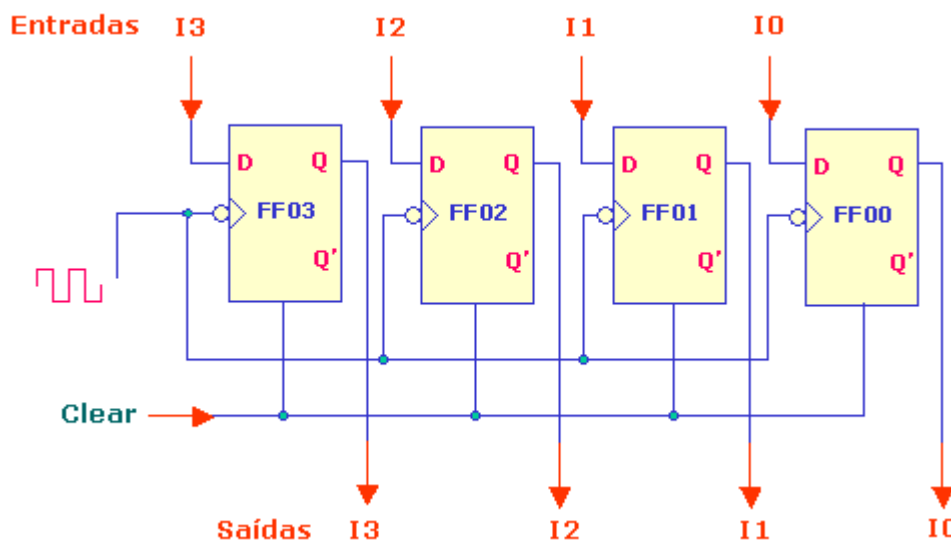 Entradas I3 I2 I1 I0
D Q D Q D Q D Q
FF03 FF02 FF01 FF00
Q' Q' Q' Q'
Clear
Saídas I3 I2 I1 I0